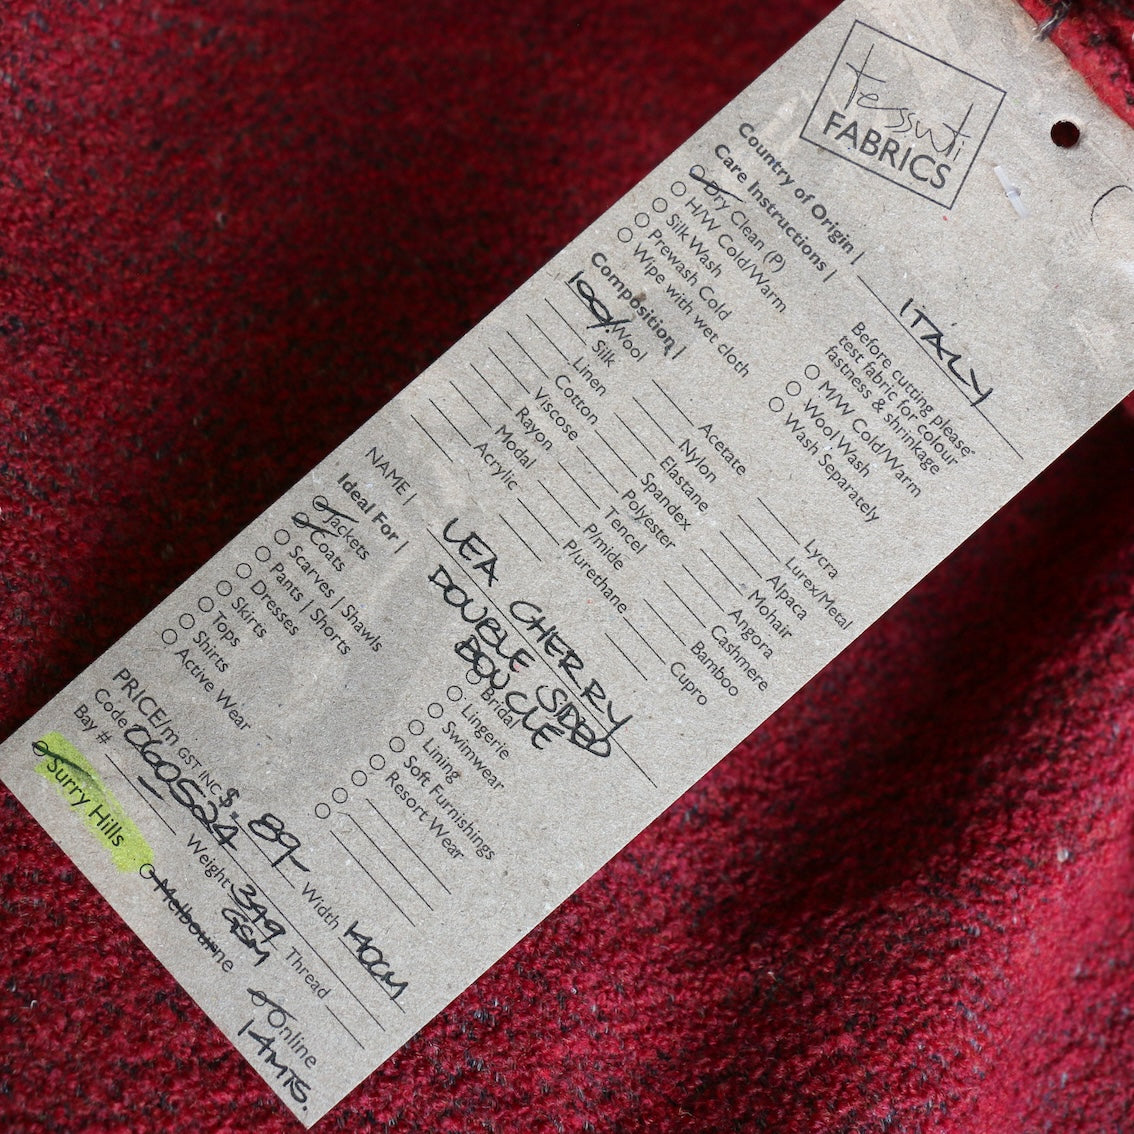 tessuti
FABRICS
Country of Origin | ITALY
Care Instructions |
Dry Clean (P)
H/W Cold/Warm
Silk Wash
Prewash Cold
Wipe with wet cloth
Before cutting please
test fabric for colour
fastness & shrinkage
M/W Cold/Warm
Wool Wash
Wash Separately
Composition |
100% Wool
Silk
Linen
Cotton
Viscose
Rayon
Modal
Acrylic
Acetate
Nylon
Elastane
Spandex
Polyester
Tencel
P/mide
P/urethane
Lycra
Lurex/Metal
Alpaca
Mohair
Angora
Cashmere
Bamboo
Cupro
NAME | LEA CHERRY
DOUBLE SIDED
BOUCLE
Ideal For |
Jackets
Coats
Scarves | Shawls
Pants | Shorts
Dresses
Skirts
Tops
Shirts
Active Wear
Bridal
Lingerie
Swimwear
Lining
Soft Furnishings
Resort Wear
PRICE/m GST INC $ 89- Width 140CM
Code 060524 Weight 349 GSM Thread
Bay #
Surry Hills
Melbourne
Online
14MTS.